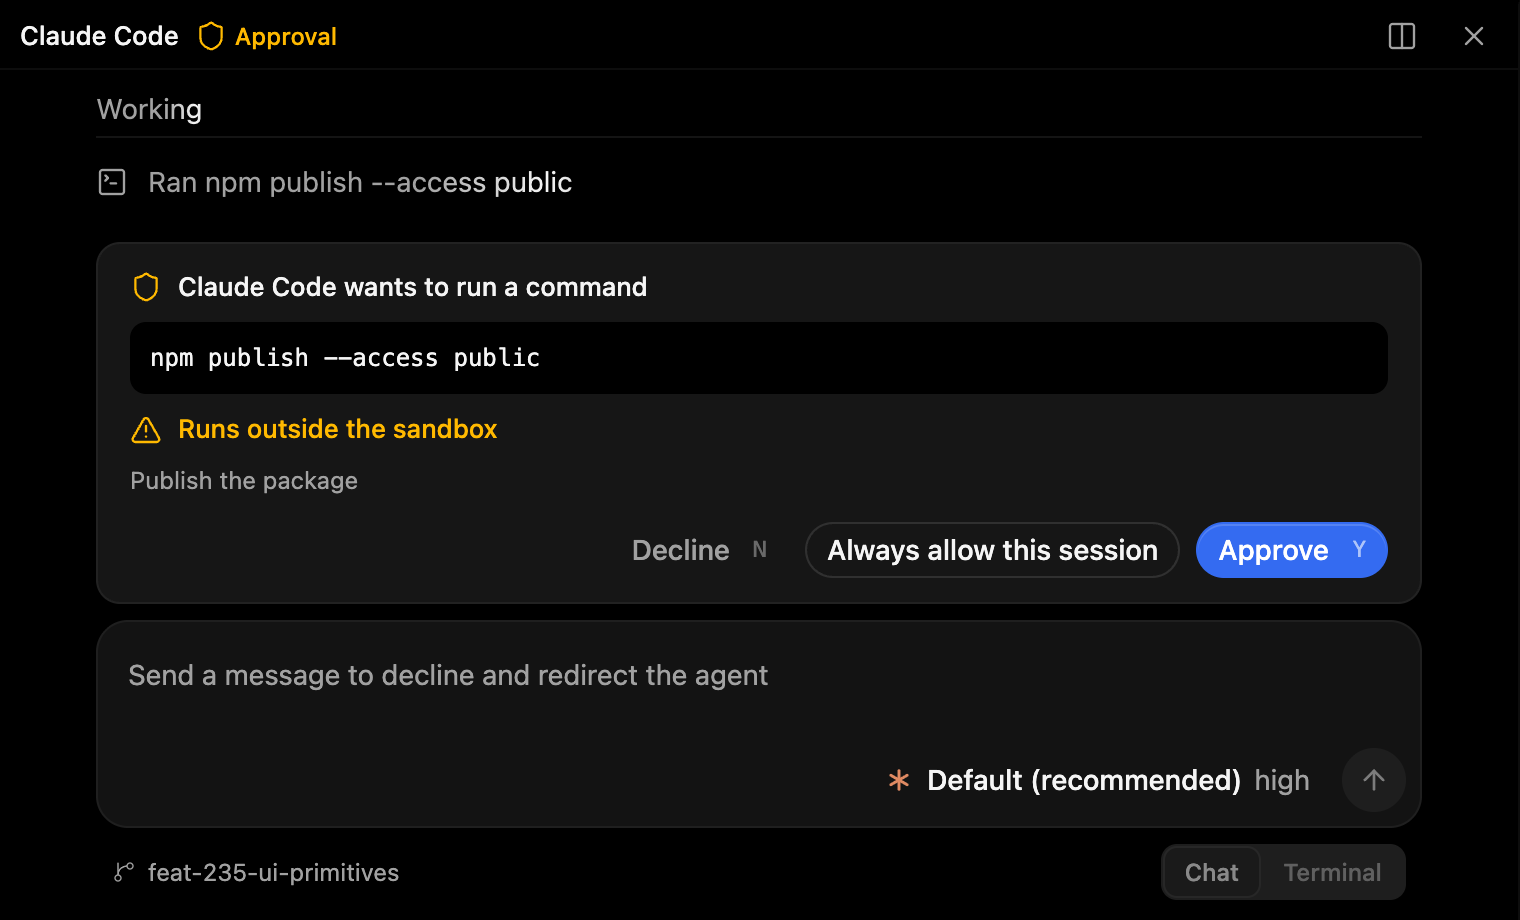 Claude Code Approval
Working
Ran npm publish --access public
Claude Code wants to run a command
npm publish --access public
Runs outside the sandbox
Publish the package
Decline N Always allow this session Approve Y
Send a message to decline and redirect the agent
Default (recommended) high
feat-235-ui-primitives Chat Terminal